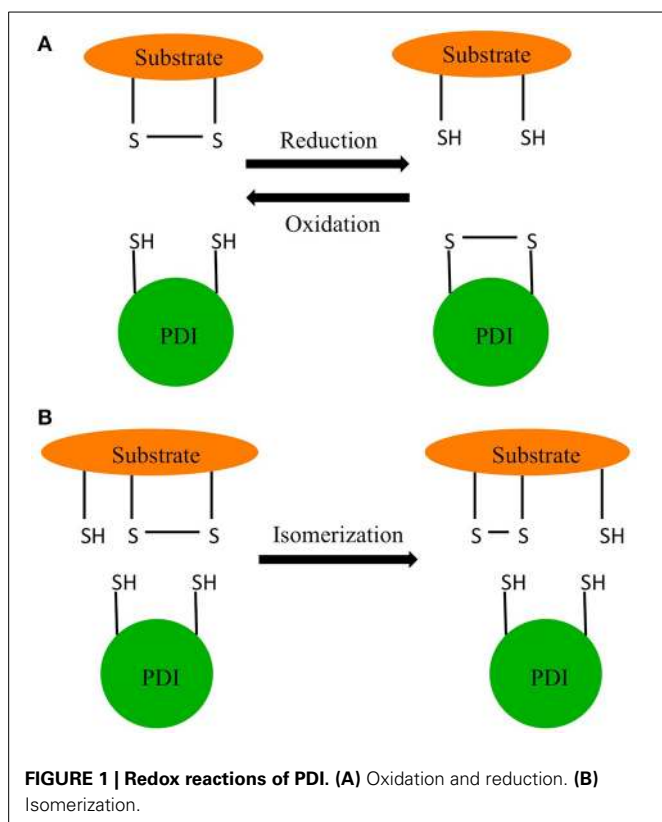 A
Substrate
Substrate
S S
SH SH
Reduction
Oxidation
SH SH
S S
PDI
PDI
B
Substrate
Substrate
SH S S
Isomerization
S S SH
SH SH
SH SH
PDI
PDI
FIGURE 1 | Redox reactions of PDI. (A) Oxidation and reduction. (B)
Isomerization.